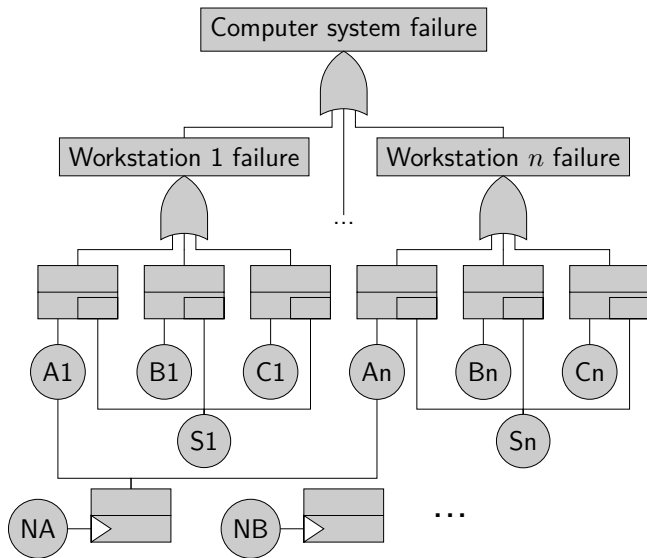 Computer system failure
Workstation 1 failure
Workstation n failure
...
A1
B1
C1
An
Bn
Cn
S1
Sn
NA
NB
...